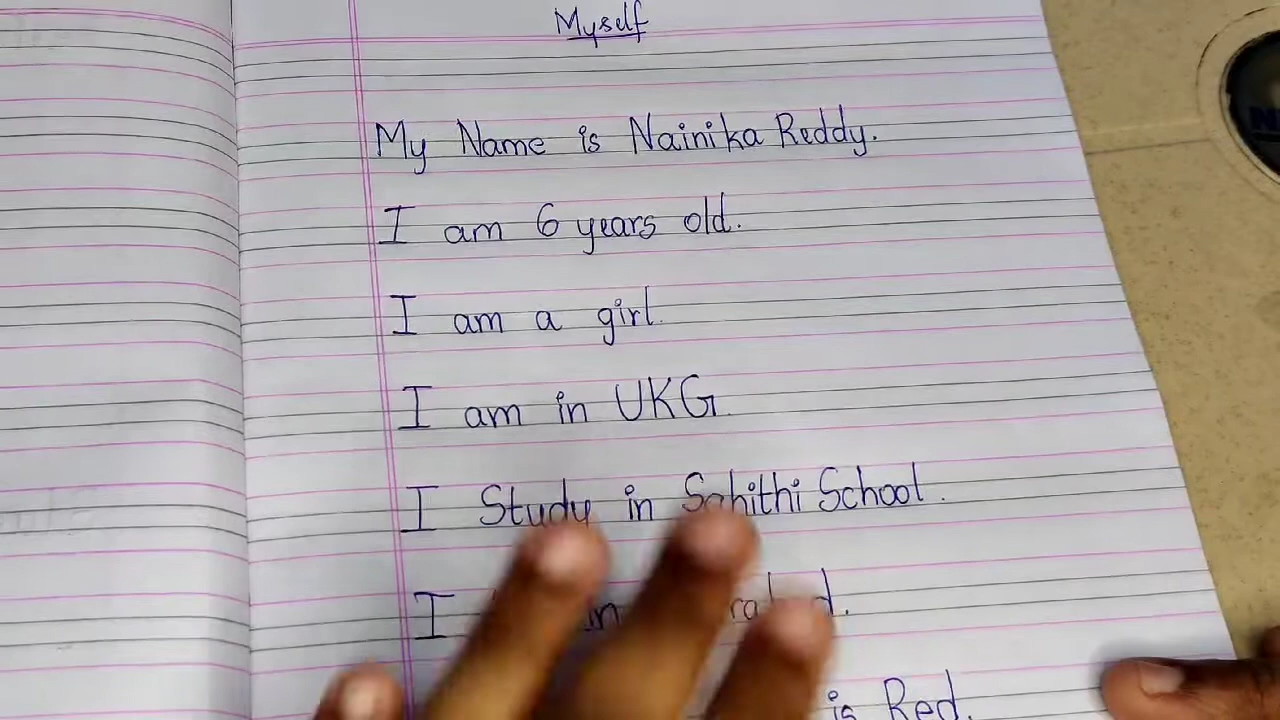 Myself
My Name is Nainika Reddy.
I am 6 years old.
I am a girl.
I am in UKG.
I Study in Sahithi School.
I
is Red.